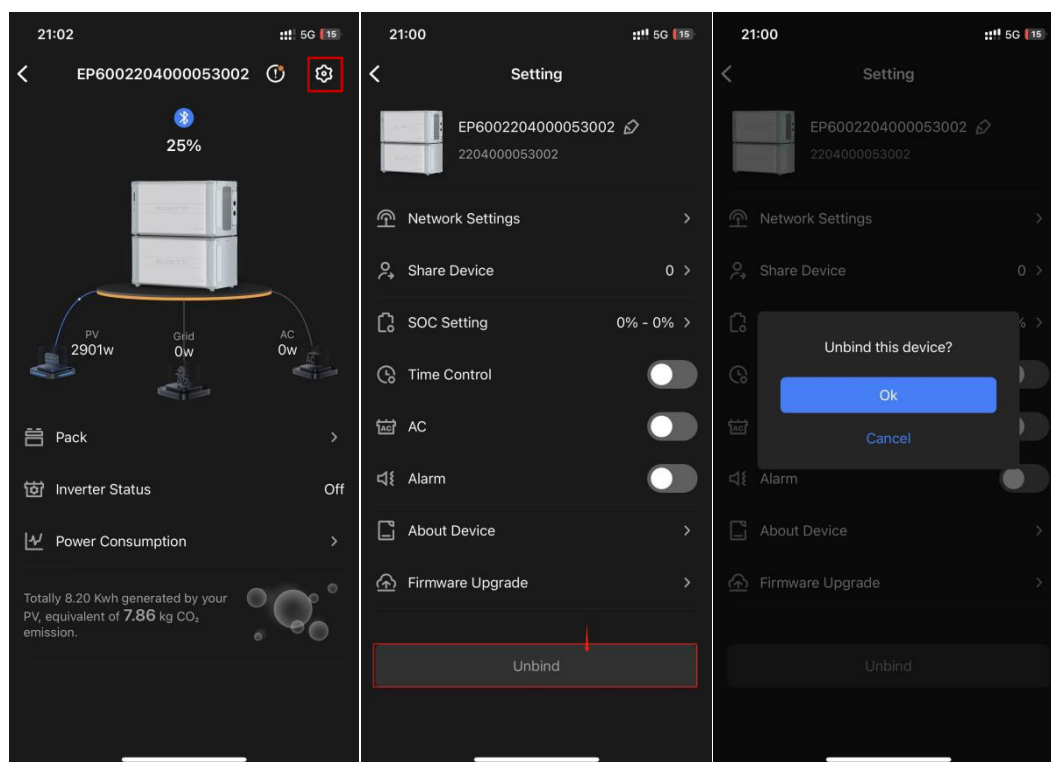 21:02 5G 15
EP6002204000053002
25%
BLUETTI
BLUETTI
PV
2901w
Grid
0w
AC
0w
Pack
Inverter Status Off
Power Consumption
Totally 8.20 Kwh generated by your
PV, equivalent of 7.86 kg CO₂
emission.
21:00 5G 15
Setting
EP6002204000053002
2204000053002
Network Settings
Share Device 0
SOC Setting 0% - 0%
Time Control
AC AC
Alarm
About Device
Firmware Upgrade
Unbind
21:00 5G 15
Setting
EP6002204000053002
2204000053002
Network Settings
Share Device 0
%
Unbind this device?
Ok
AC
Cancel
Alarm
About Device
Firmware Upgrade
Unbind